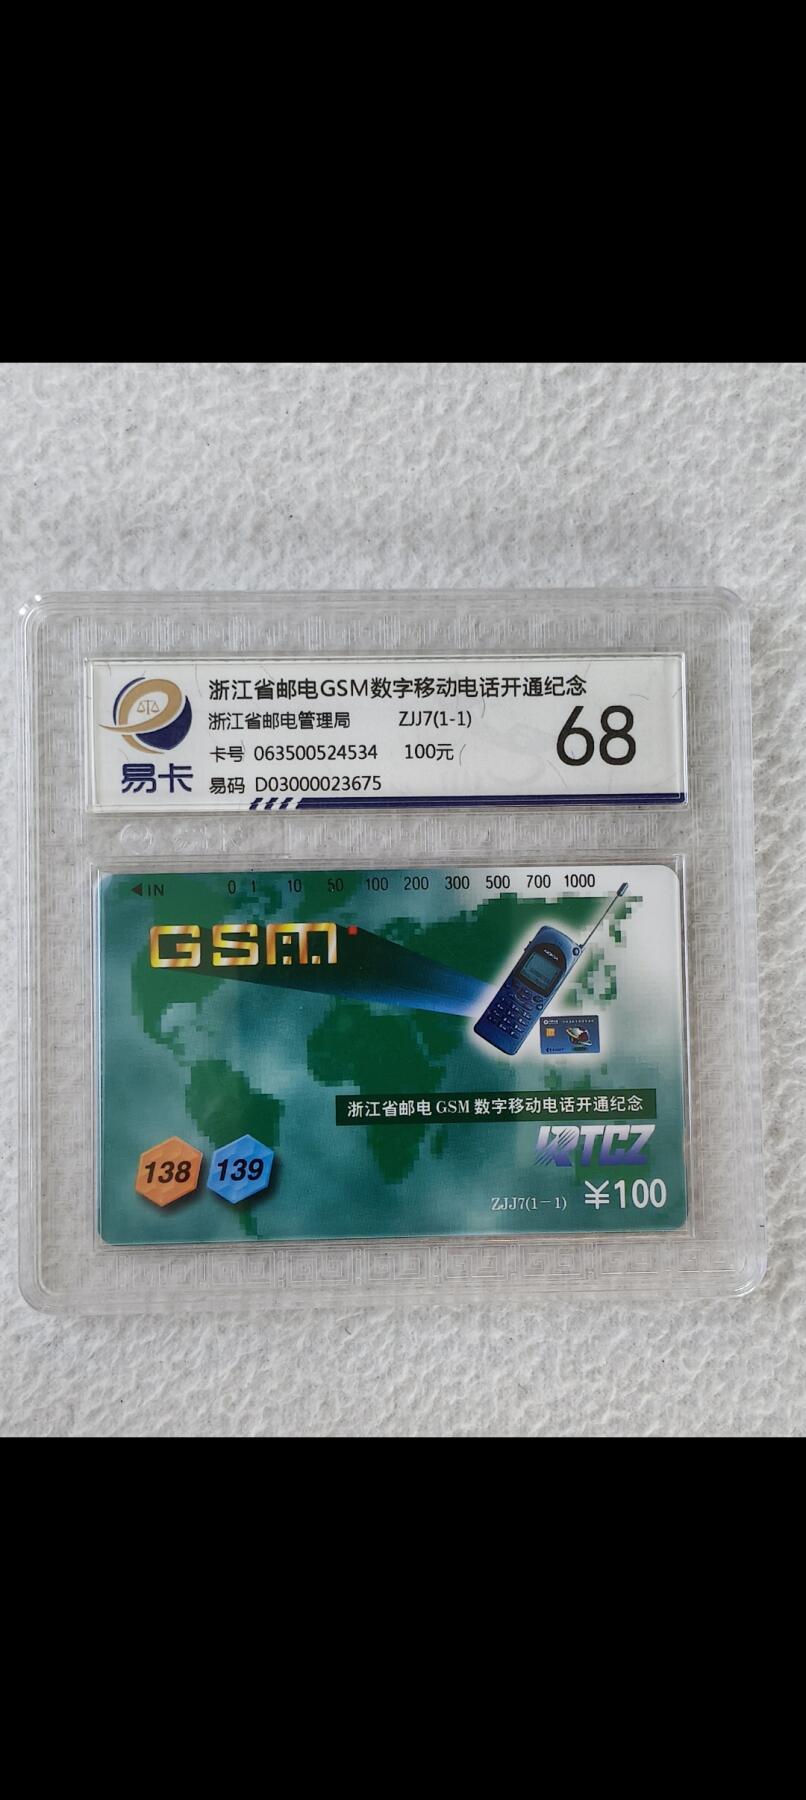 浙江省邮电GSM数字移动电话开通纪念
浙江省邮电管理局 ZJJ7(1-1)
卡号 063500524534 100元
易码 D03000023675
68
易卡
◀IN 0 1 10 50 100 200 300 500 700 1000
GSM
NOKIA
浙江省邮电 GSM 数字移动电话开通纪念
PTCZ
138 139
ZJJ7(1-1) ¥100